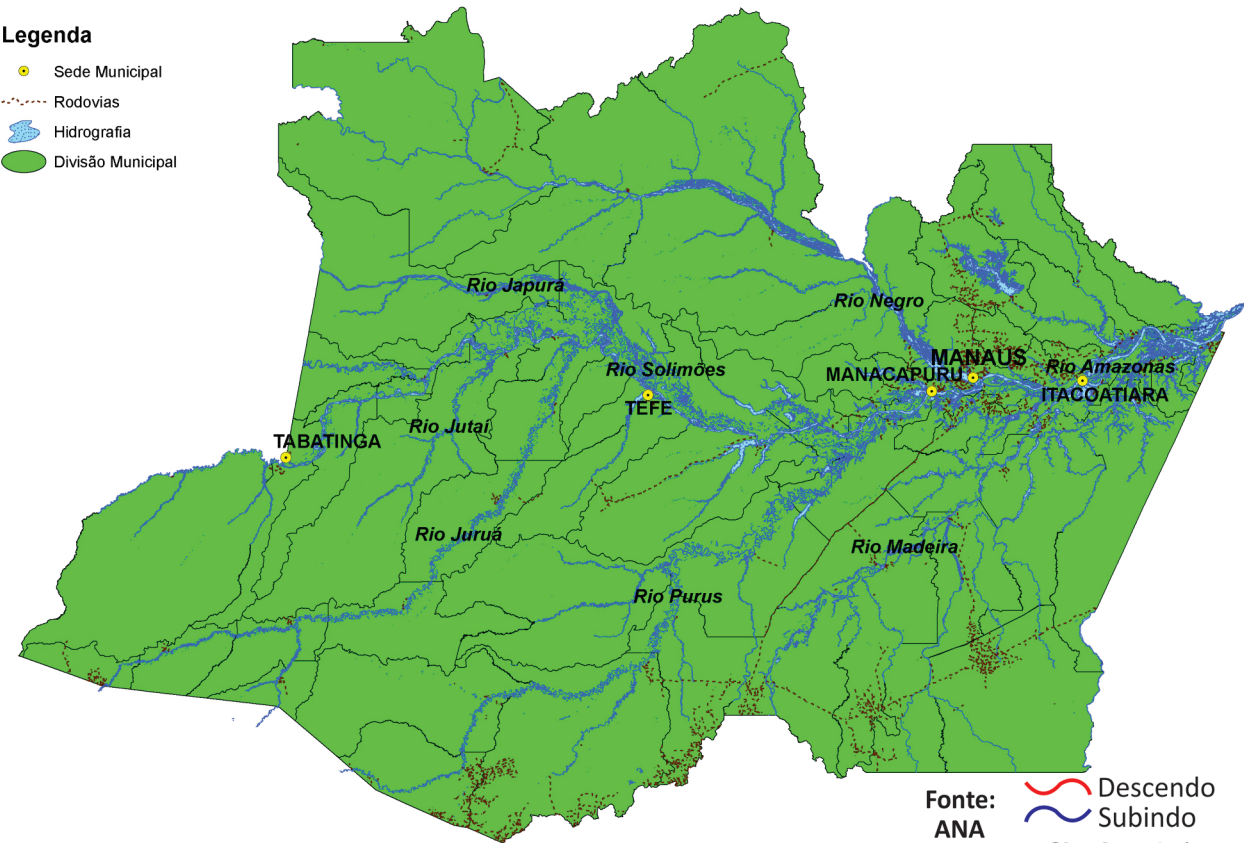 Legenda
Sede Municipal
Rodovias
Hidrografia
Divisão Municipal
Rio Japurá
Rio Negro
Rio Solimões
MANAUS
Rio Amazonas
MANACAPURU
ITACOATIARA
TEFE
Rio Jutaí
TABATINGA
Rio Juruá
Rio Madeira
Rio Purus
Fonte:
ANA
Descendo
Subindo